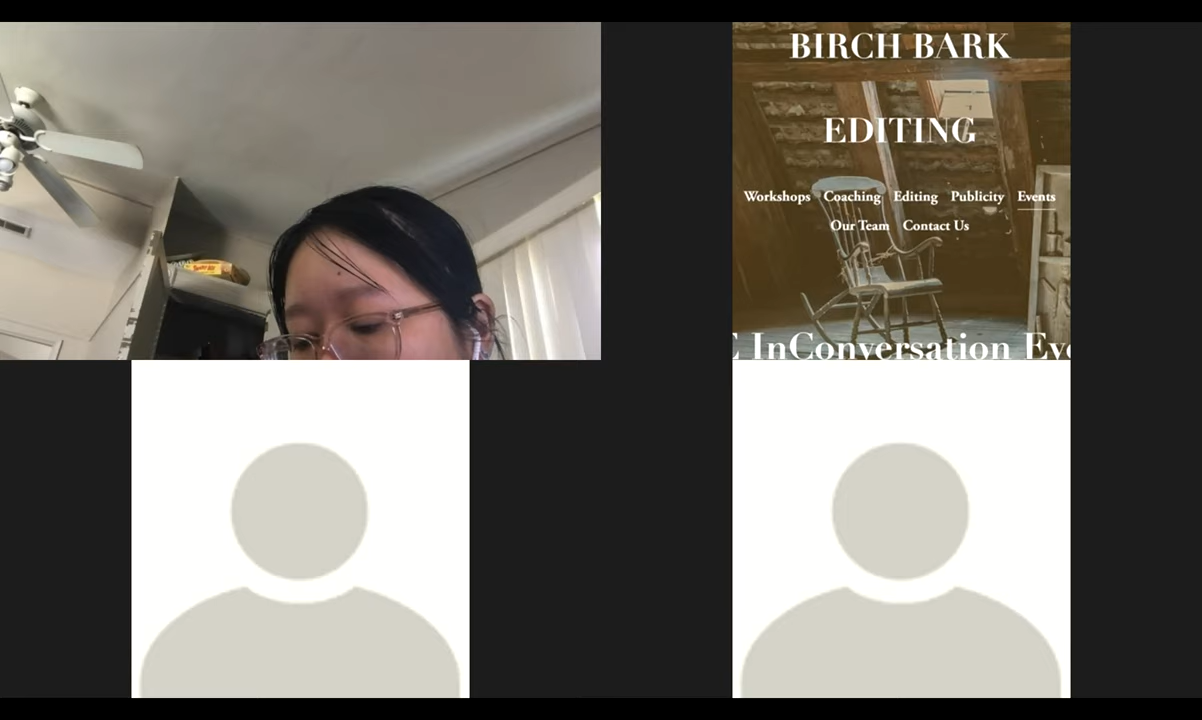 BIRCH BARK
EDITING
Workshops Coaching Editing Publicity Events
Our Team Contact Us
InConversation